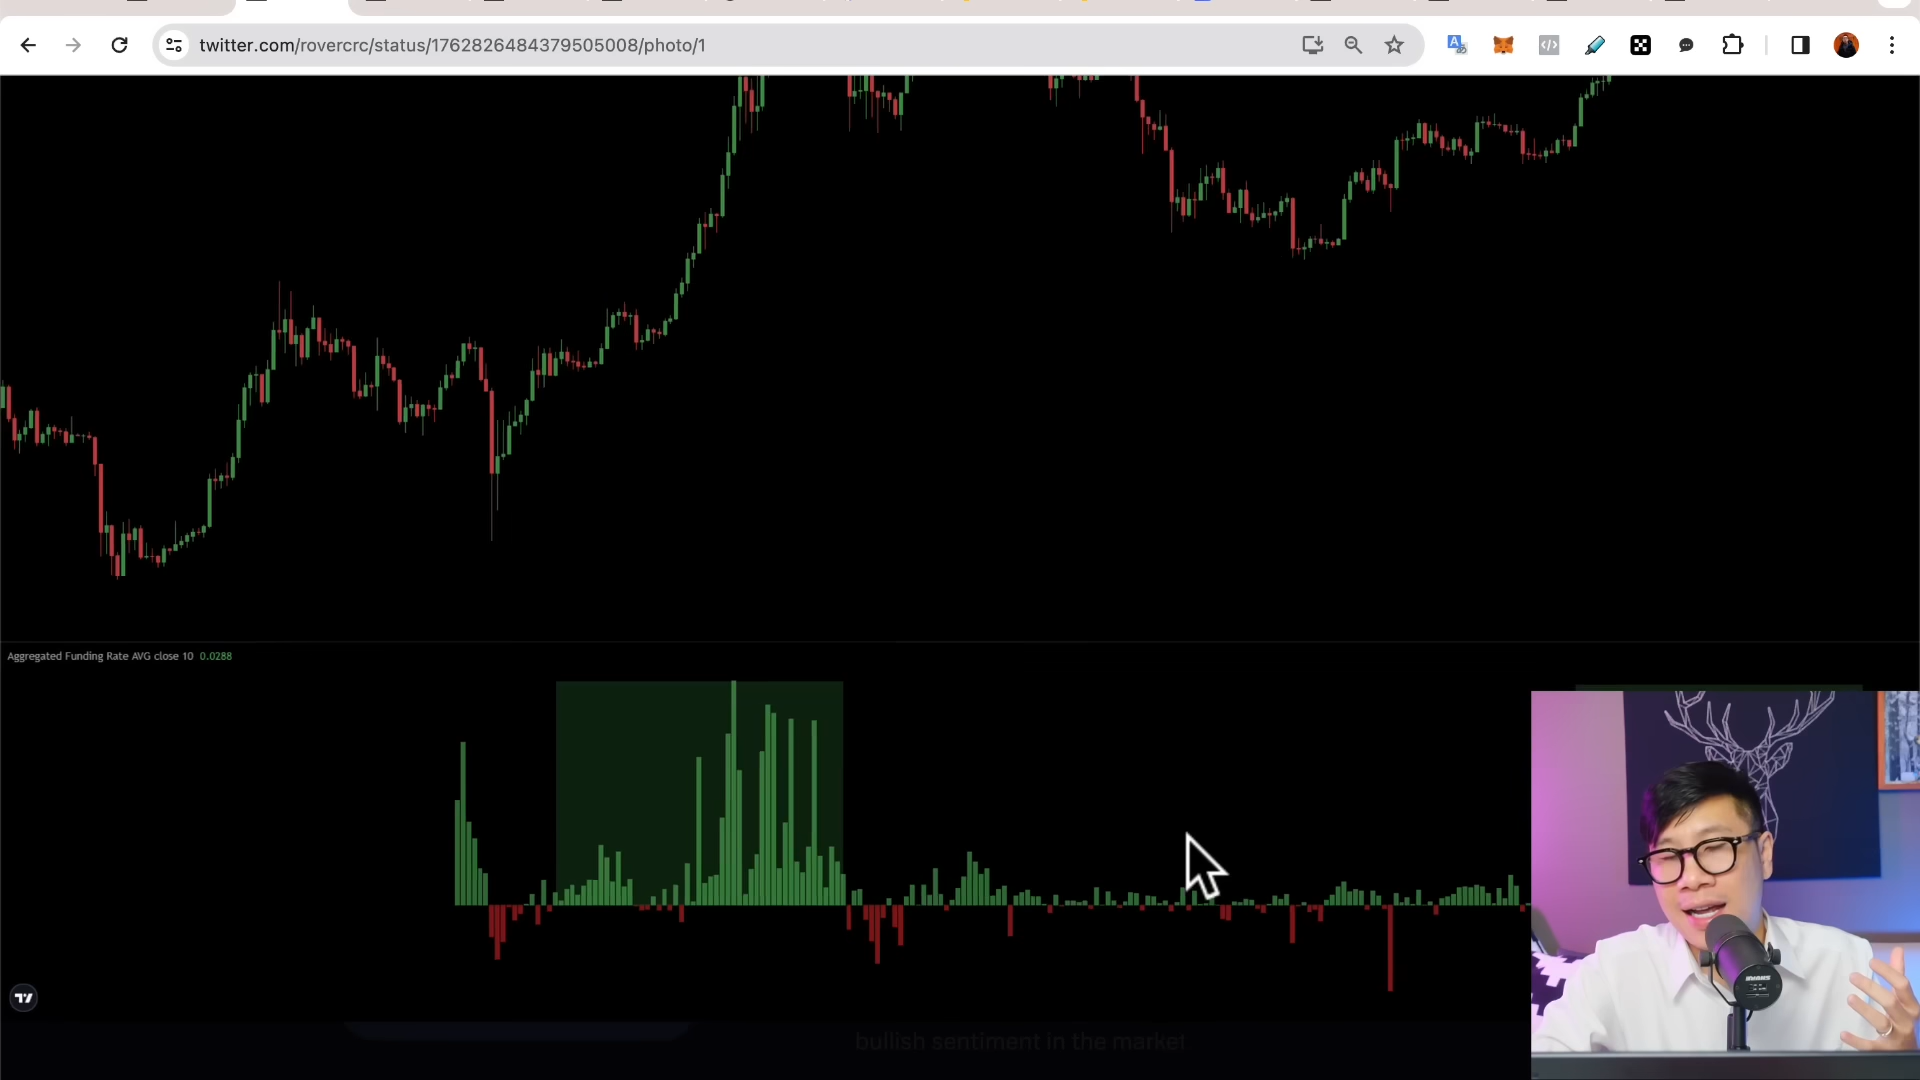 twitter.com/rovercrc/status/1762826484379505008/photo/1
Aggregated Funding Rate AVG close 10 0.0288
bullish sentiment in the market